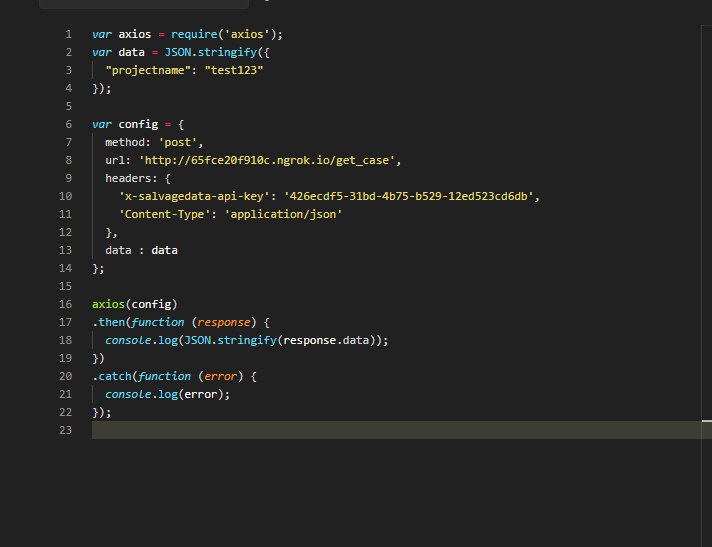 1 var axios = require('axios');
2 var data = JSON.stringify({
3 "projectname": "test123"
4 });
5
6 var config = {
7 method: 'post',
8 url: 'http://65fce20f910c.ngrok.io/get_case',
9 headers: {
10 'x-salvagedata-api-key': '426ecdf5-31bd-4b75-b529-12ed523cd6db',
11 'Content-Type': 'application/json'
12 },
13 data : data
14 };
15
16 axios(config)
17 .then(function (response) {
18 console.log(JSON.stringify(response.data));
19 })
20 .catch(function (error) {
21 console.log(error);
22 });
23